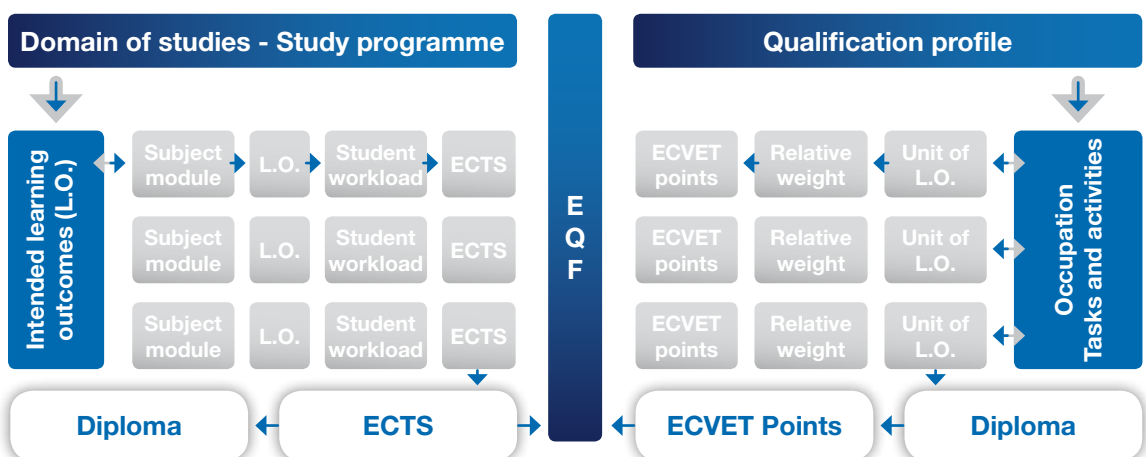 Domain of studies - Study programme
Intended learning
outcomes (L.O.)
Subject
module
L.O.
Student
workload
ECTS
Subject
module
L.O.
Student
workload
ECTS
Subject
module
L.O.
Student
workload
ECTS
Diploma
ECTS
E
Q
F
Qualification profile
ECVET
points
Relative
weight
Unit of
L.O.
ECVET
points
Relative
weight
Unit of
L.O.
ECVET
points
Relative
weight
Unit of
L.O.
Occupation
Tasks and activities
ECVET Points
Diploma